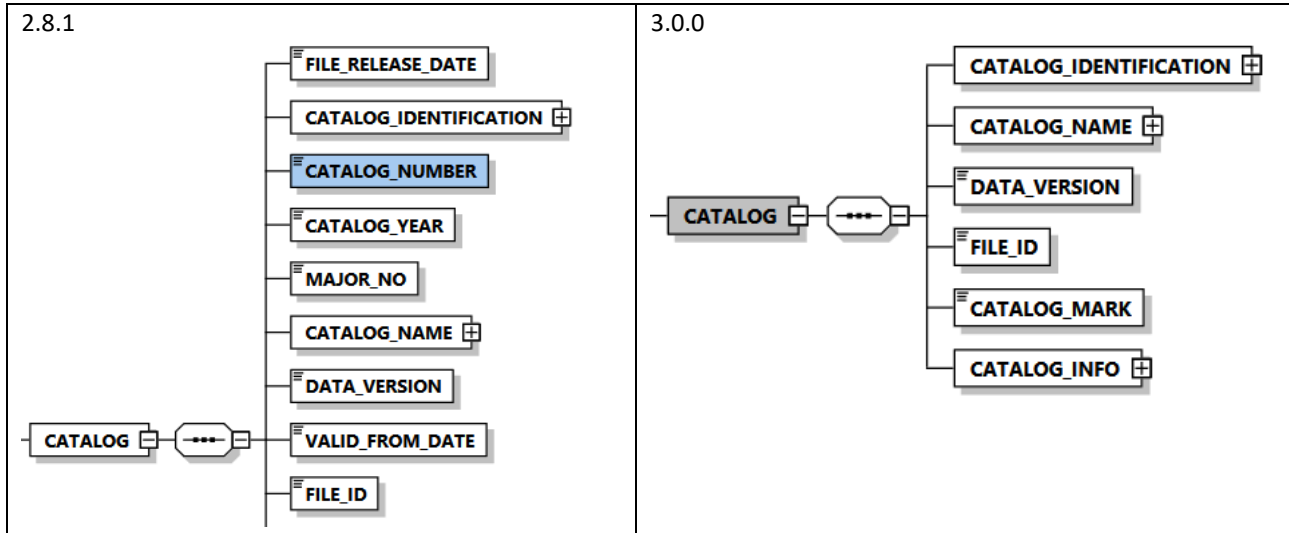 2.8.1
FILE_RELEASE_DATE
CATALOG_IDENTIFICATION
CATALOG_NUMBER
CATALOG_YEAR
MAJOR_NO
CATALOG_NAME
DATA_VERSION
CATALOG
VALID_FROM_DATE
FILE_ID
3.0.0
CATALOG_IDENTIFICATION
CATALOG_NAME
DATA_VERSION
CATALOG
FILE_ID
CATALOG_MARK
CATALOG_INFO